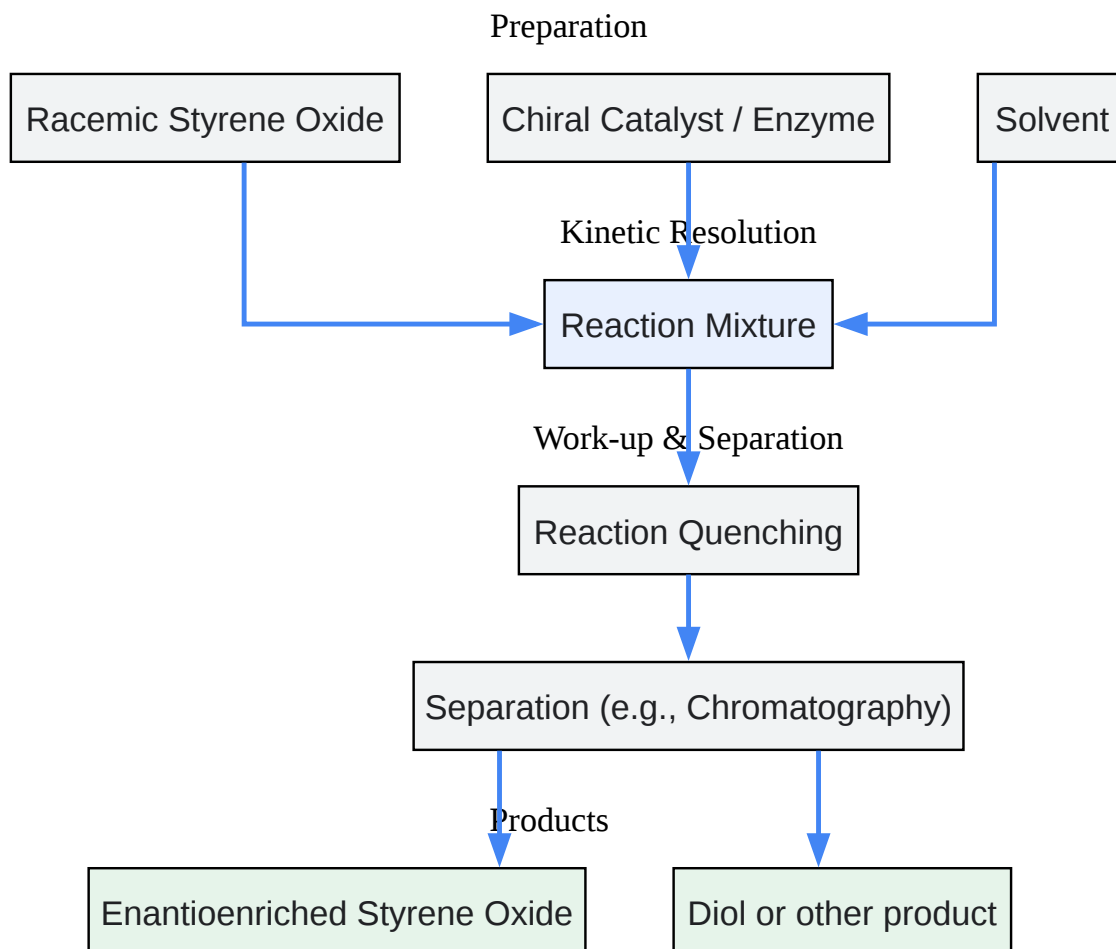 Preparation
Racemic Styrene Oxide
Chiral Catalyst / Enzyme
Solvent
Kinetic Resolution
Reaction Mixture
Work-up & Separation
Reaction Quenching
Separation (e.g., Chromatography)
Products
Enantioenriched Styrene Oxide
Diol or other product